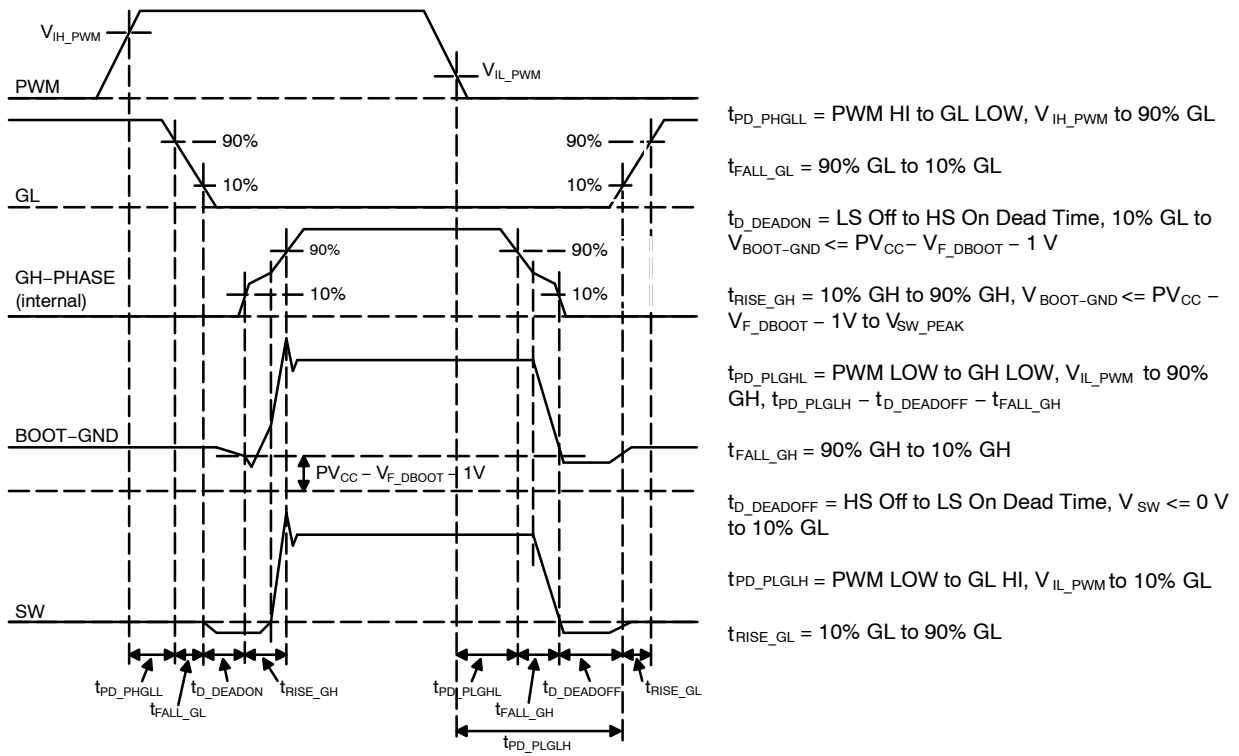 V_IH_PWM
V_IL_PWM
PWM
90%
10%
GL
90%
10%
GH−PHASE
(internal)
90%
10%
90%
10%
BOOT−GND
PV_CC − V_F_DBOOT − 1V
SW
t_PD_PHGLL
t_FALL_GL
t_D_DEADON
t_RISE_GH
t_PD_PLGHL
t_FALL_GH
t_D_DEADOFF
t_RISE_GL
t_PD_PLGLH
t_PD_PHGLL = PWM HI to GL LOW, V_IH_PWM to 90% GL
t_FALL_GL = 90% GL to 10% GL
t_D_DEADON = LS Off to HS On Dead Time, 10% GL to
V_BOOT−GND <= PV_CC − V_F_DBOOT − 1 V
t_RISE_GH = 10% GH to 90% GH, V_BOOT−GND <= PV_CC −
V_F_DBOOT − 1V to V_SW_PEAK
t_PD_PLGHL = PWM LOW to GH LOW, V_IL_PWM to 90%
GH, t_PD_PLGLH − t_D_DEADOFF − t_FALL_GH
t_FALL_GH = 90% GH to 10% GH
t_D_DEADOFF = HS Off to LS On Dead Time, V_SW <= 0 V
to 10% GL
t_PD_PLGLH = PWM LOW to GL HI, V_IL_PWM to 10% GL
t_RISE_GL = 10% GL to 90% GL